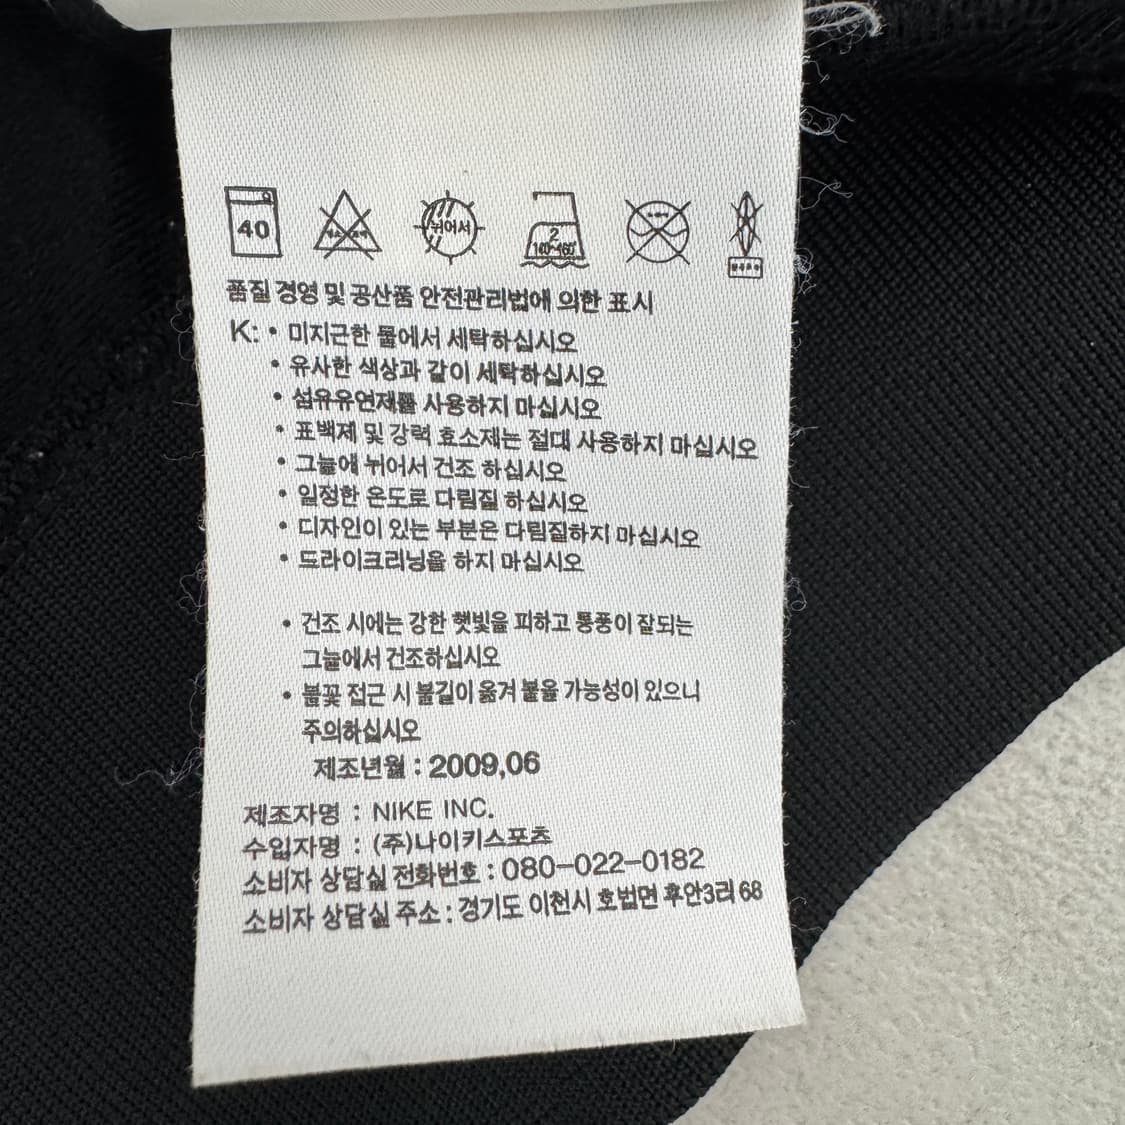 40
뉘어서
2
품질 경영 및 공산품 안전관리법에 의한 표시
K: • 미지근한 물에서 세탁하십시오
• 유사한 색상과 같이 세탁하십시오
• 섬유유연제를 사용하지 마십시오
• 표백제 및 강력 효소제는 절대 사용하지 마십시오
• 그늘에 뉘어서 건조 하십시오
• 일정한 온도로 다림질 하십시오
• 디자인이 있는 부분은 다림질하지 마십시오
• 드라이크리닝을 하지 마십시오
• 건조 시에는 강한 햇빛을 피하고 통풍이 잘되는
그늘에서 건조하십시오
• 불꽃 접근 시 불길이 옮겨 붙을 가능성이 있으니
주의하십시오
제조년월 : 2009,06
제조자명 : NIKE INC.
수입자명 : (주)나이키스포츠
소비자 상담실 전화번호 : 080-022-0182
소비자 상담실 주소 : 경기도 이천시 호법면 후안3리 68